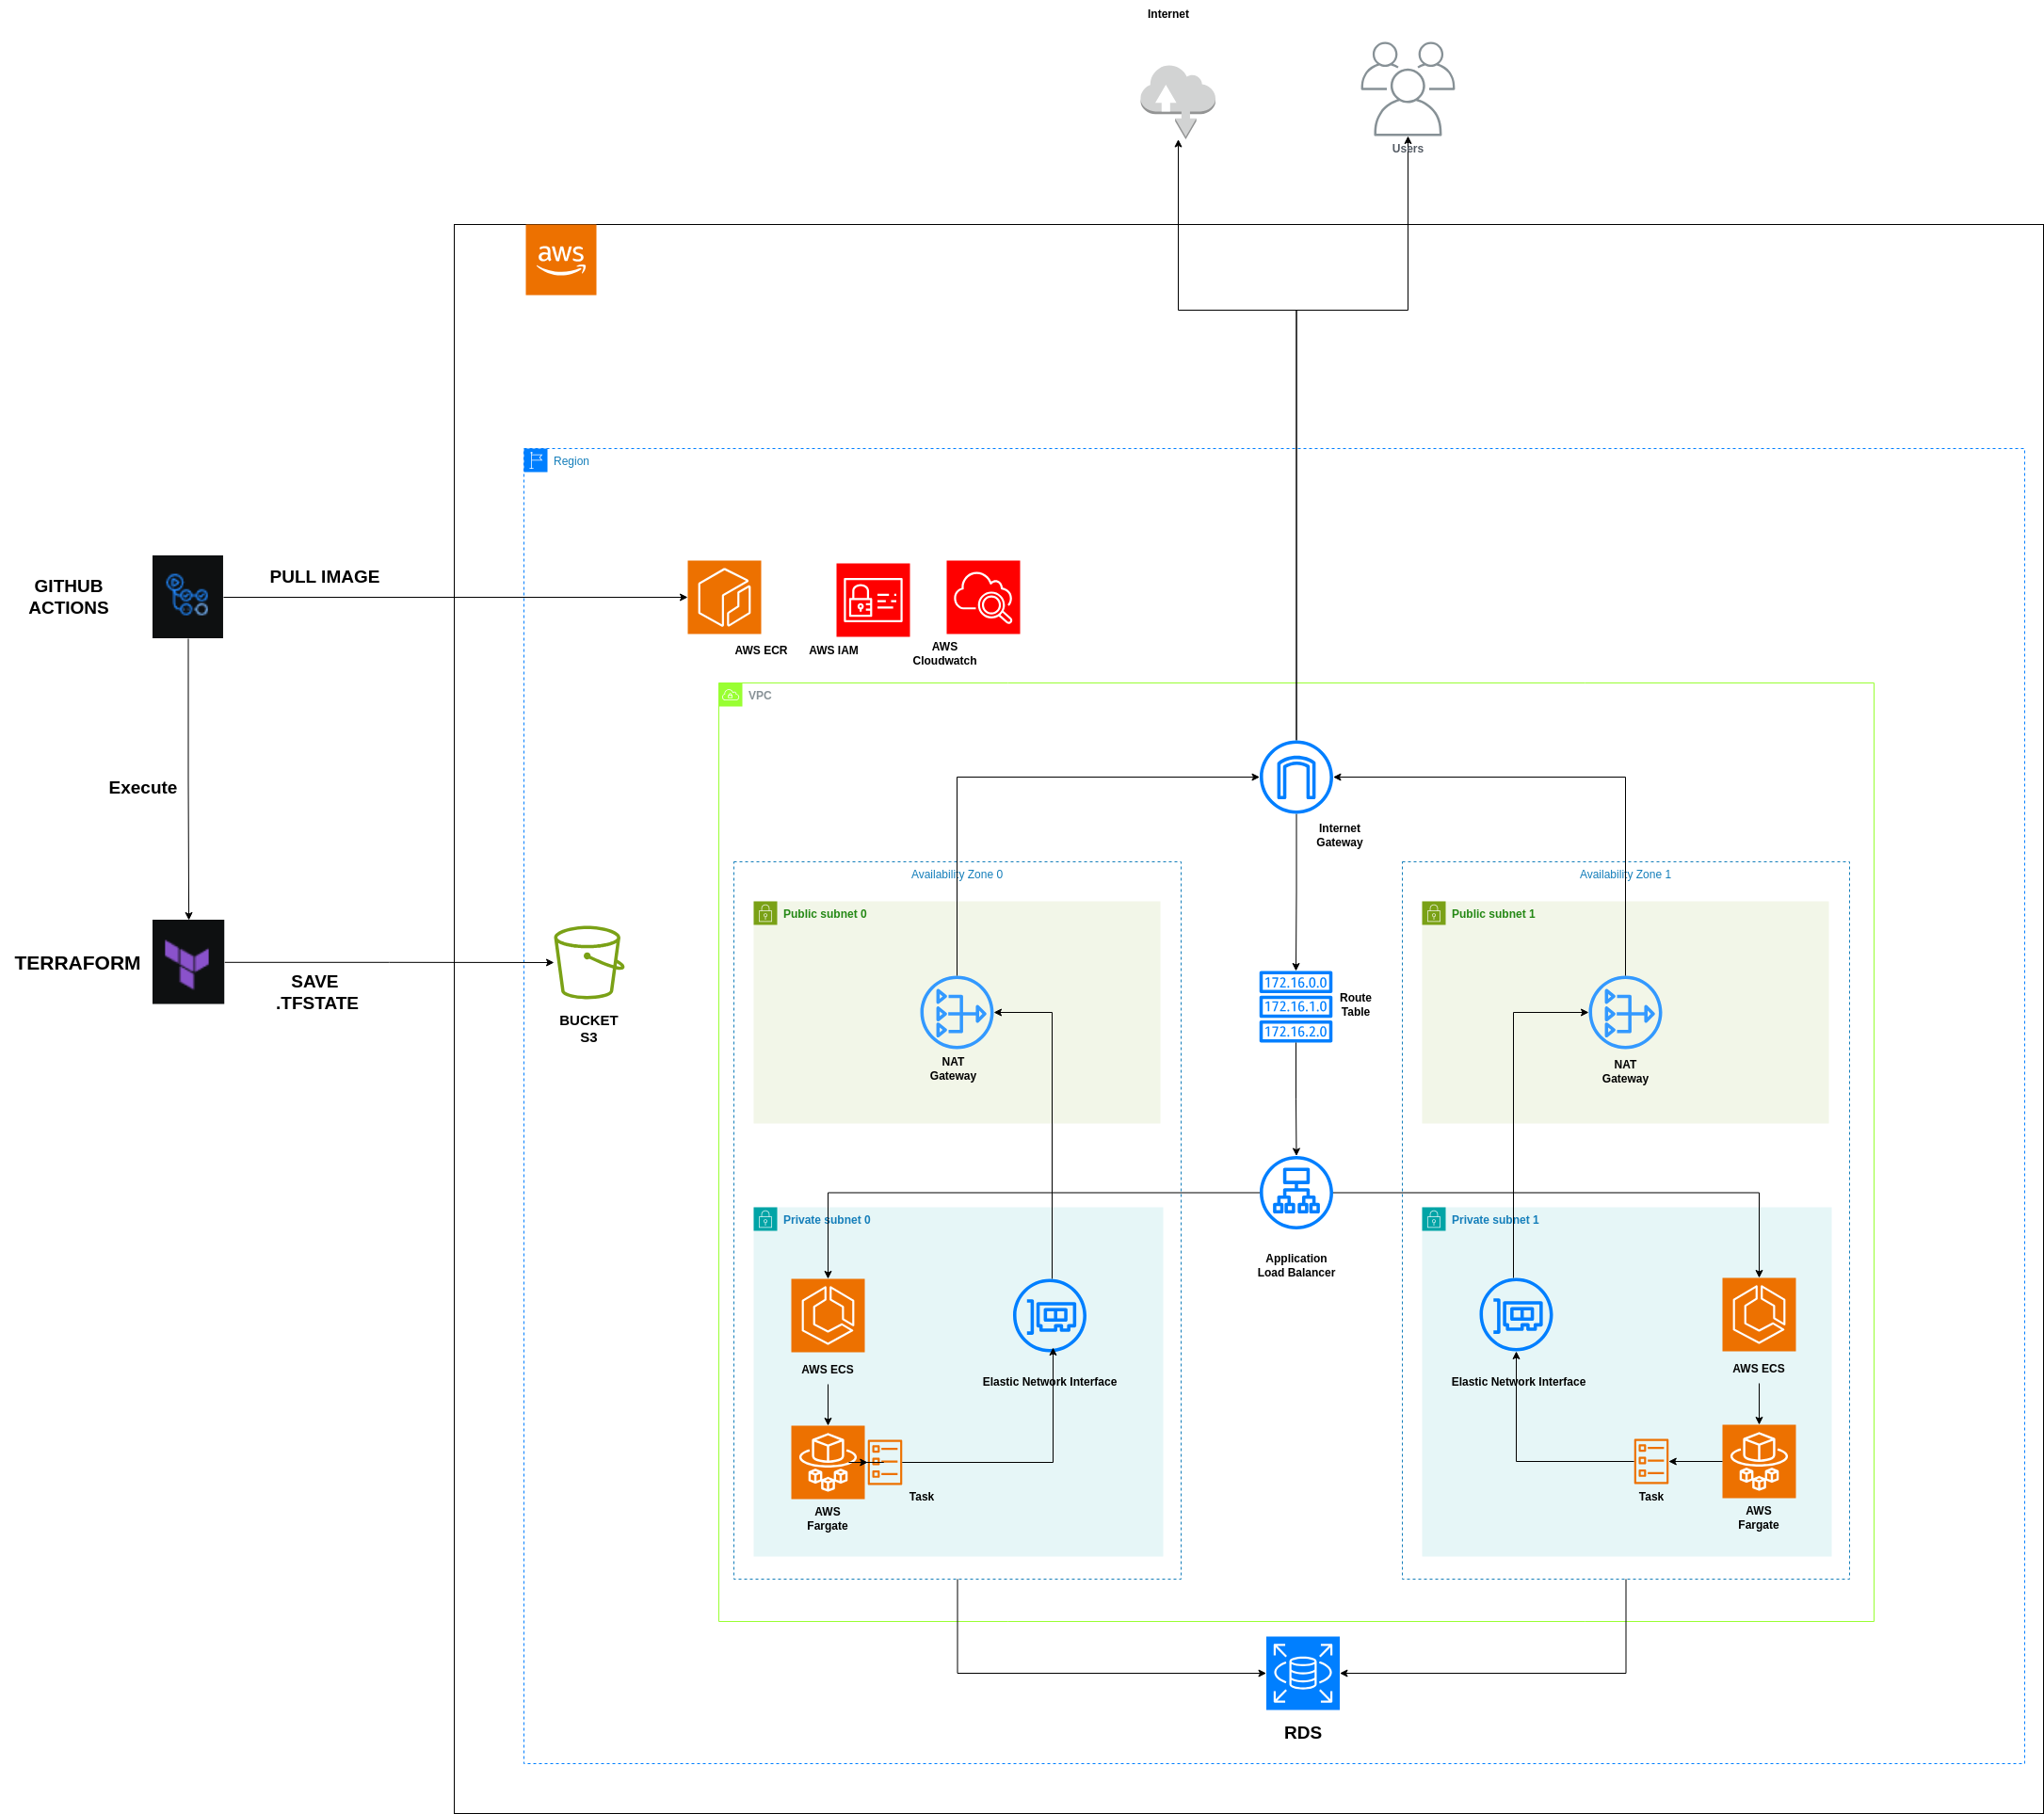 Internet
Users
aws
Region
GITHUB
ACTIONS
PULL IMAGE
AWS ECR
AWS IAM
AWS
Cloudwatch
VPC
Execute
Internet
Gateway
Availability Zone 0
Availability Zone 1
Public subnet 0
Public subnet 1
TERRAFORM
SAVE
.TFSTATE
BUCKET
S3
172.16.0.0
172.16.1.0
172.16.2.0
Route
Table
NAT
Gateway
NAT
Gateway
Private subnet 0
Private subnet 1
Application
Load Balancer
AWS ECS
Elastic Network Interface
Elastic Network Interface
AWS ECS
Task
AWS
Fargate
Task
AWS
Fargate
RDS